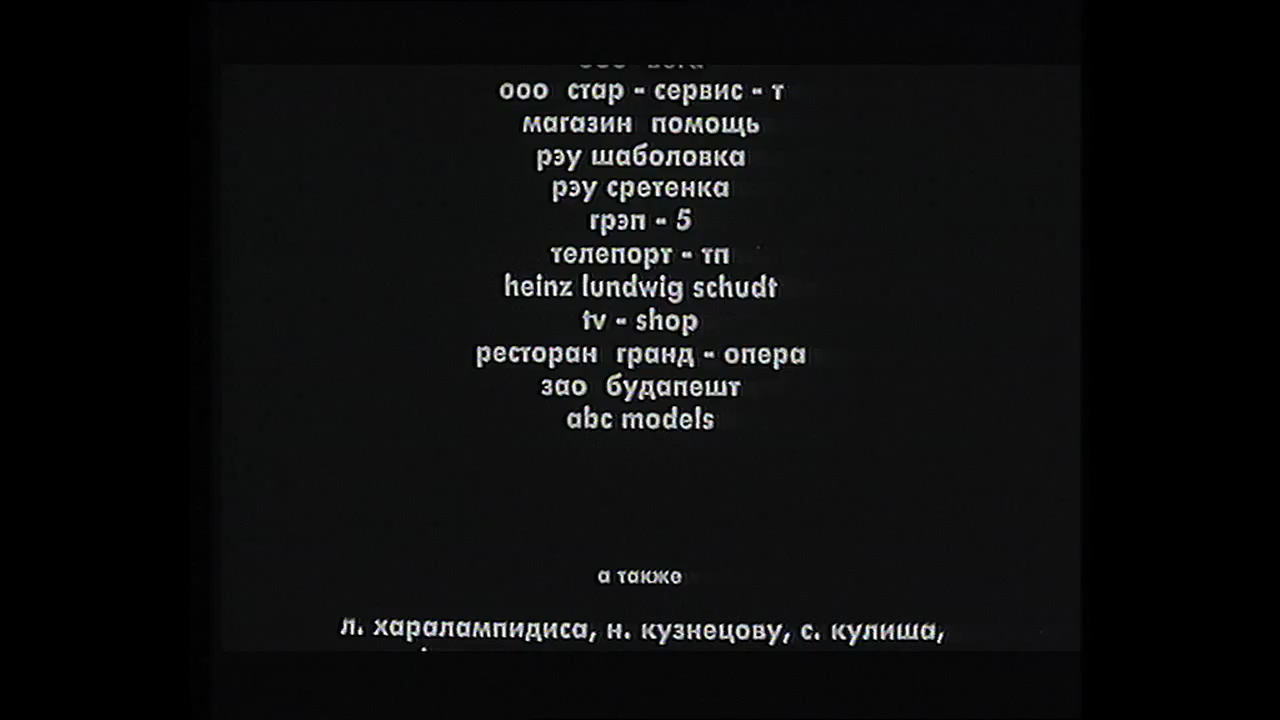 ооо стар - сервис - т
магазин помощь
рэу шаболовка
рэу сретенка
грэп - 5
телепорт - тп
heinz lundwig schudt
tv - shop
ресторан гранд - опера
зао будапешт
abc models
а также
л. харалампидиса, н. кузнецову, с. кулиша,